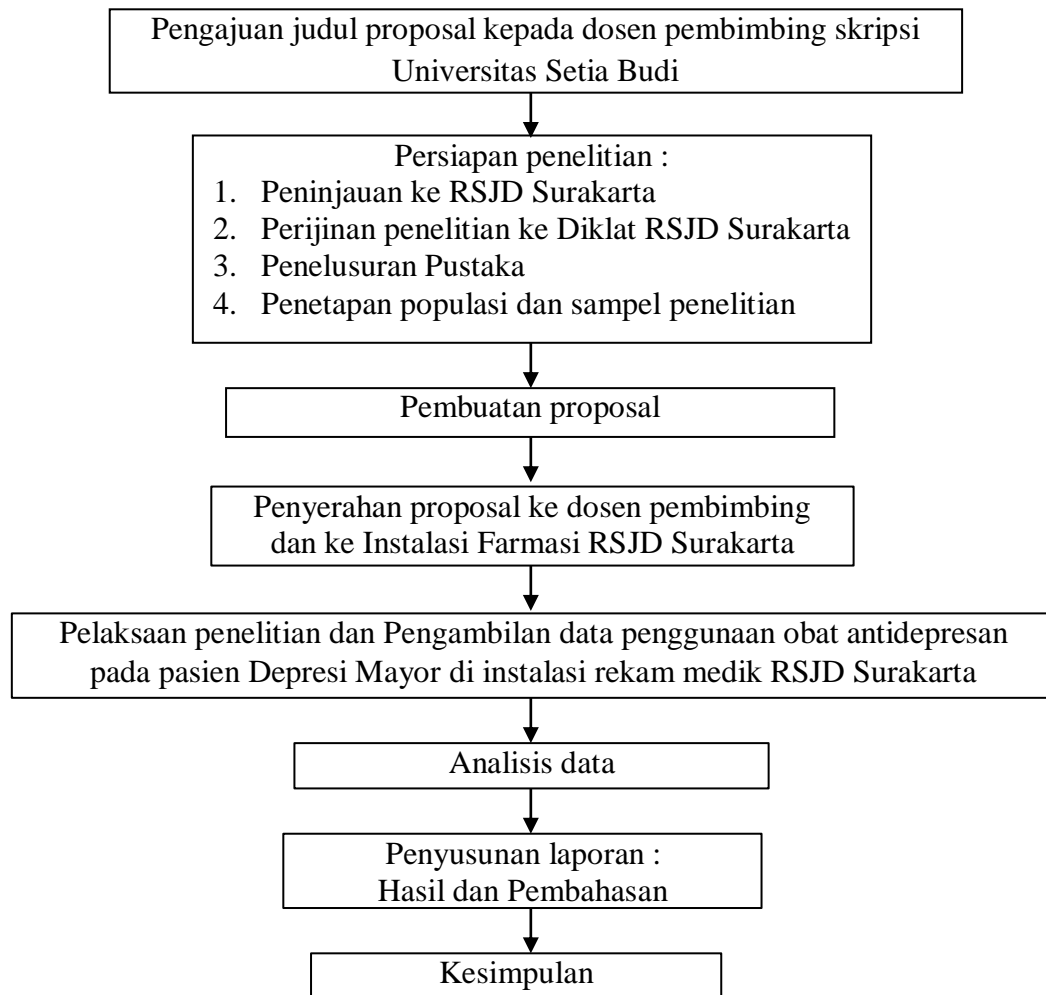 Pengajuan judul proposal kepada dosen pembimbing skripsi
Universitas Setia Budi
Persiapan penelitian :
1. Peninjauan ke RSJD Surakarta
2. Perijinan penelitian ke Diklat RSJD Surakarta
3. Penelusuran Pustaka
4. Penetapan populasi dan sampel penelitian
Pembuatan proposal
Penyerahan proposal ke dosen pembimbing
dan ke Instalasi Farmasi RSJD Surakarta
Pelaksaan penelitian dan Pengambilan data penggunaan obat antidepresan
pada pasien Depresi Mayor di instalasi rekam medik RSJD Surakarta
Analisis data
Penyusunan laporan :
Hasil dan Pembahasan
Kesimpulan